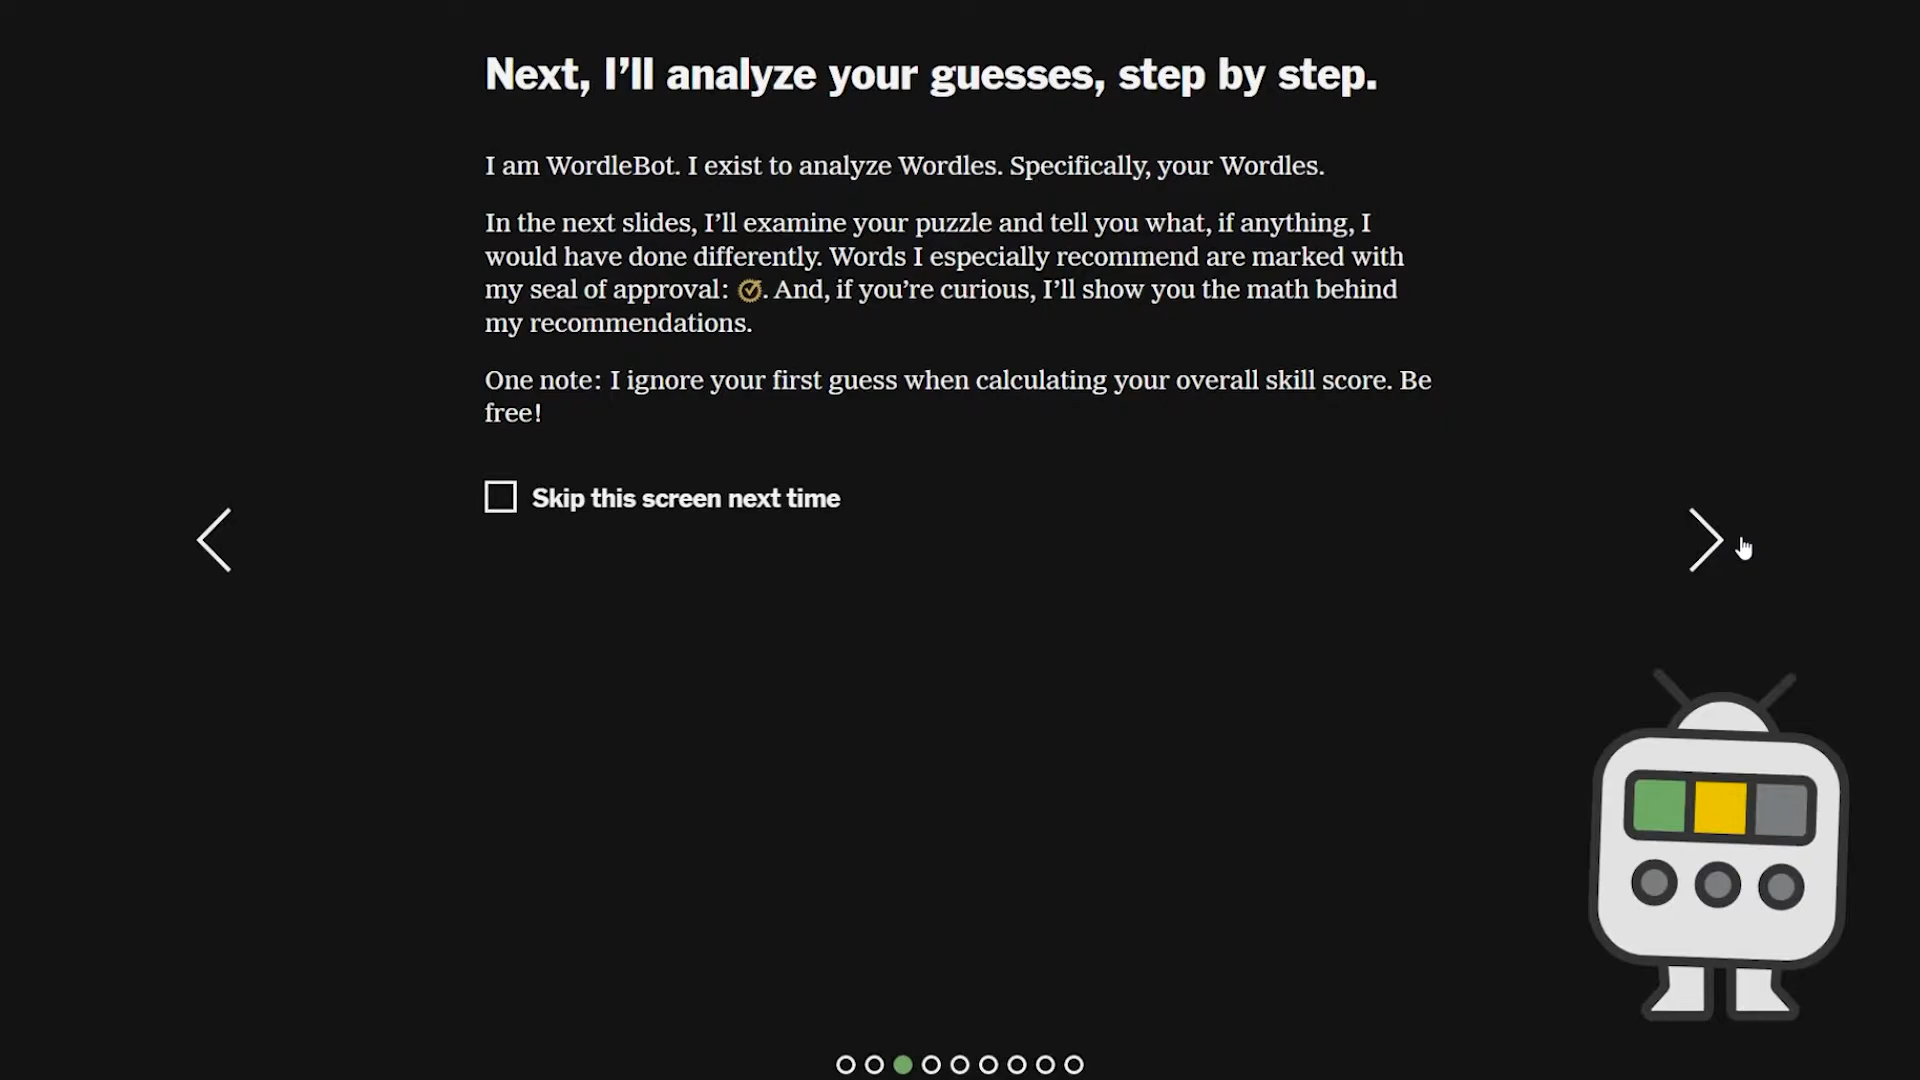 Next, I’ll analyze your guesses, step by step.
I am WordleBot. I exist to analyze Wordles. Specifically, your Wordles.
In the next slides, I’ll examine your puzzle and tell you what, if anything, I
would have done differently. Words I especially recommend are marked with
my seal of approval: . And, if you’re curious, I’ll show you the math behind
my recommendations.
One note: I ignore your first guess when calculating your overall skill score. Be
free!
Skip this screen next time